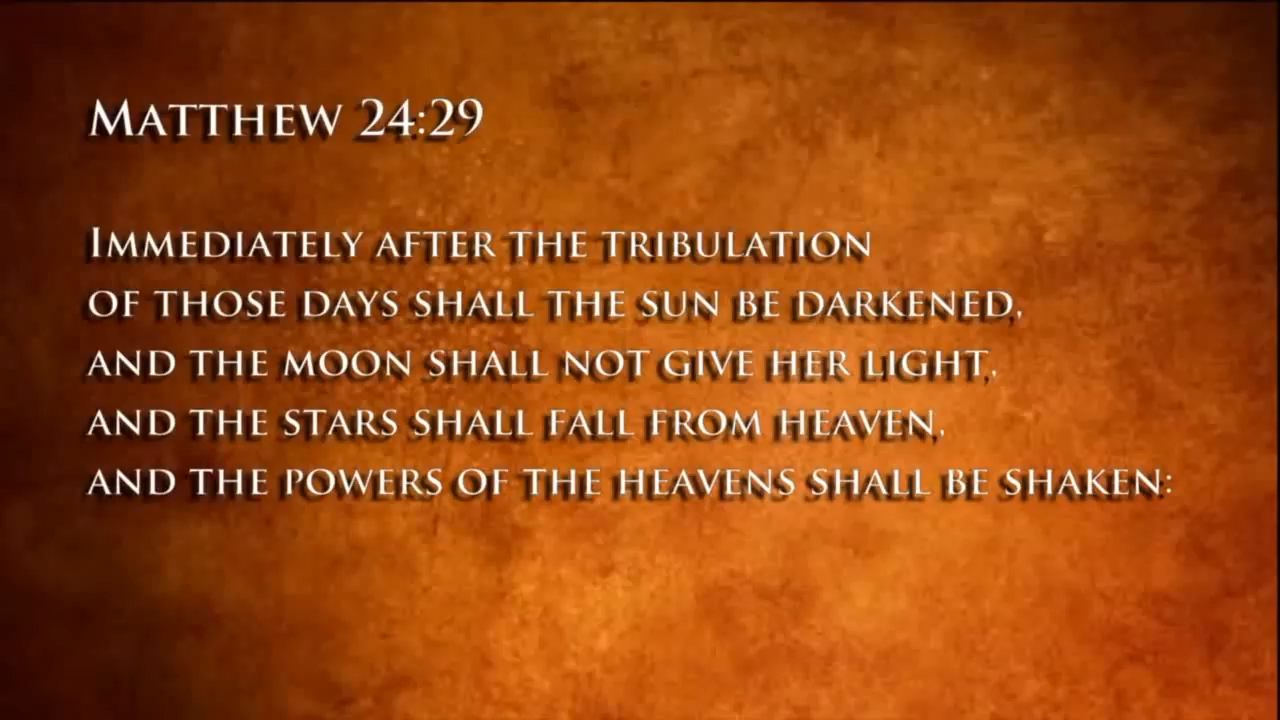 Matthew 24:29
Immediately after the tribulation
of those days shall the sun be darkened,
and the moon shall not give her light,
and the stars shall fall from heaven,
and the powers of the heavens shall be shaken: